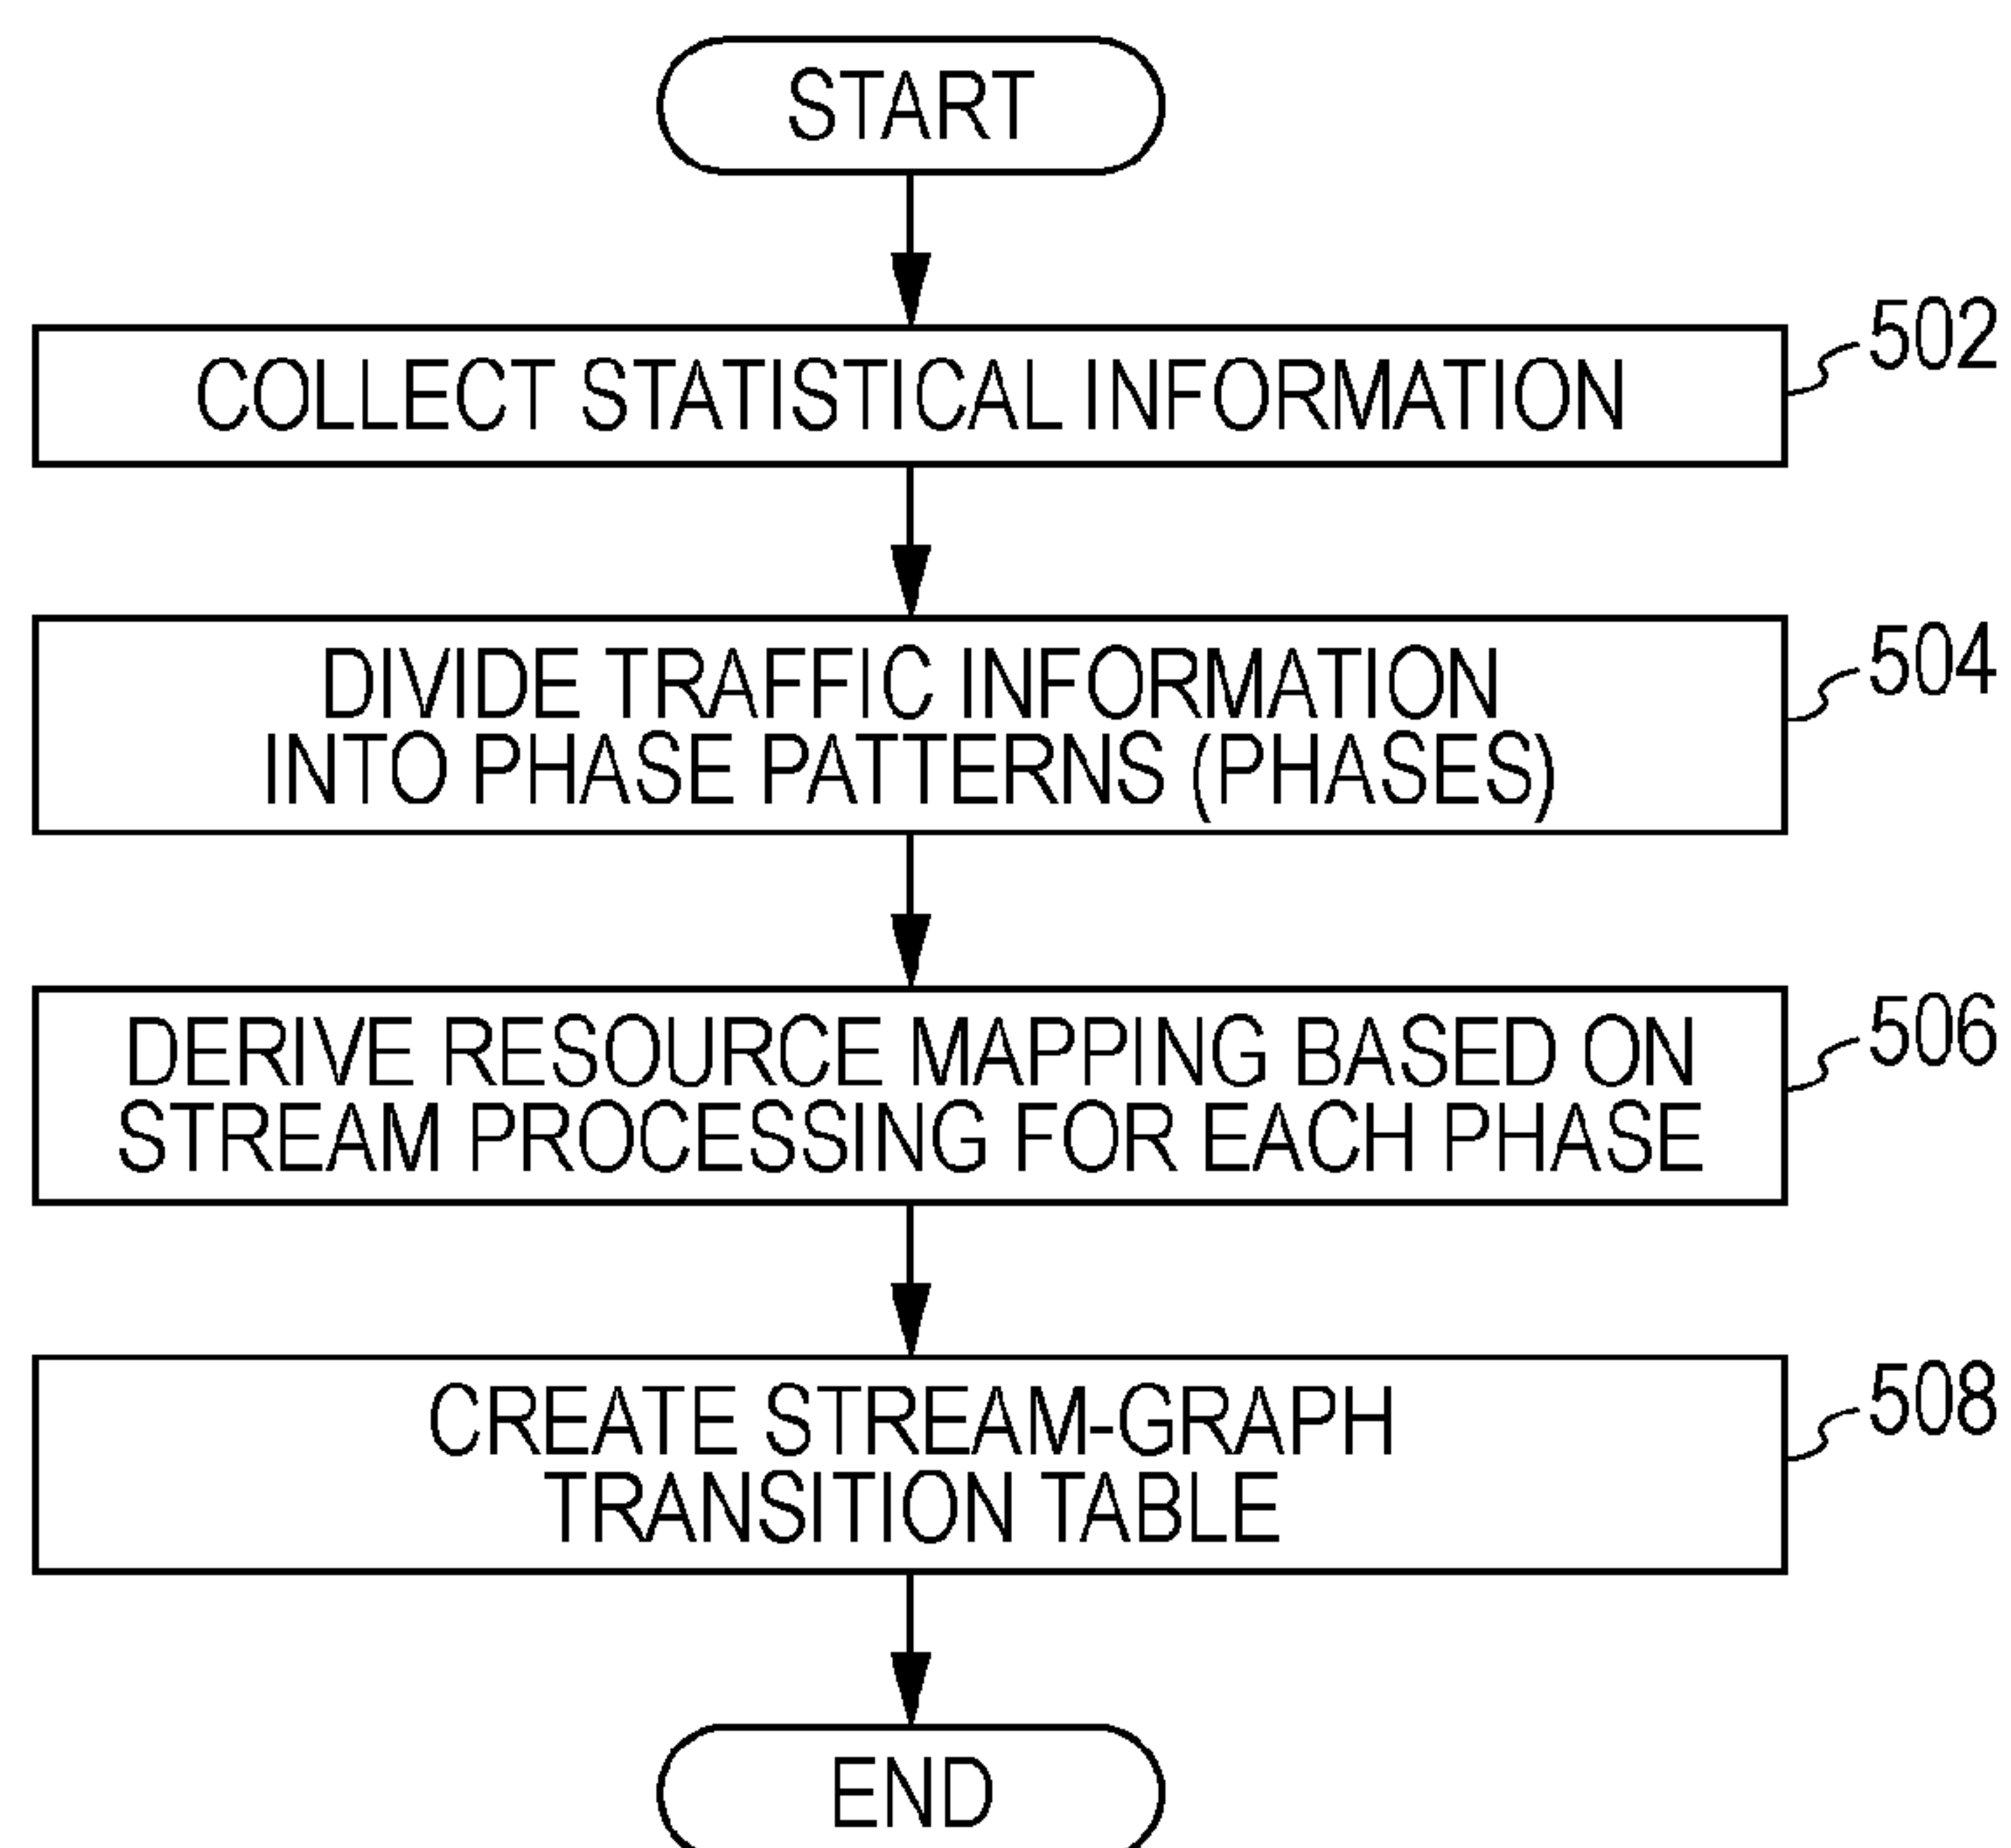 START
COLLECT STATISTICAL INFORMATION
502
DIVIDE TRAFFIC INFORMATION
INTO PHASE PATTERNS (PHASES)
504
DERIVE RESOURCE MAPPING BASED ON
STREAM PROCESSING FOR EACH PHASE
506
CREATE STREAM-GRAPH
TRANSITION TABLE
508
END